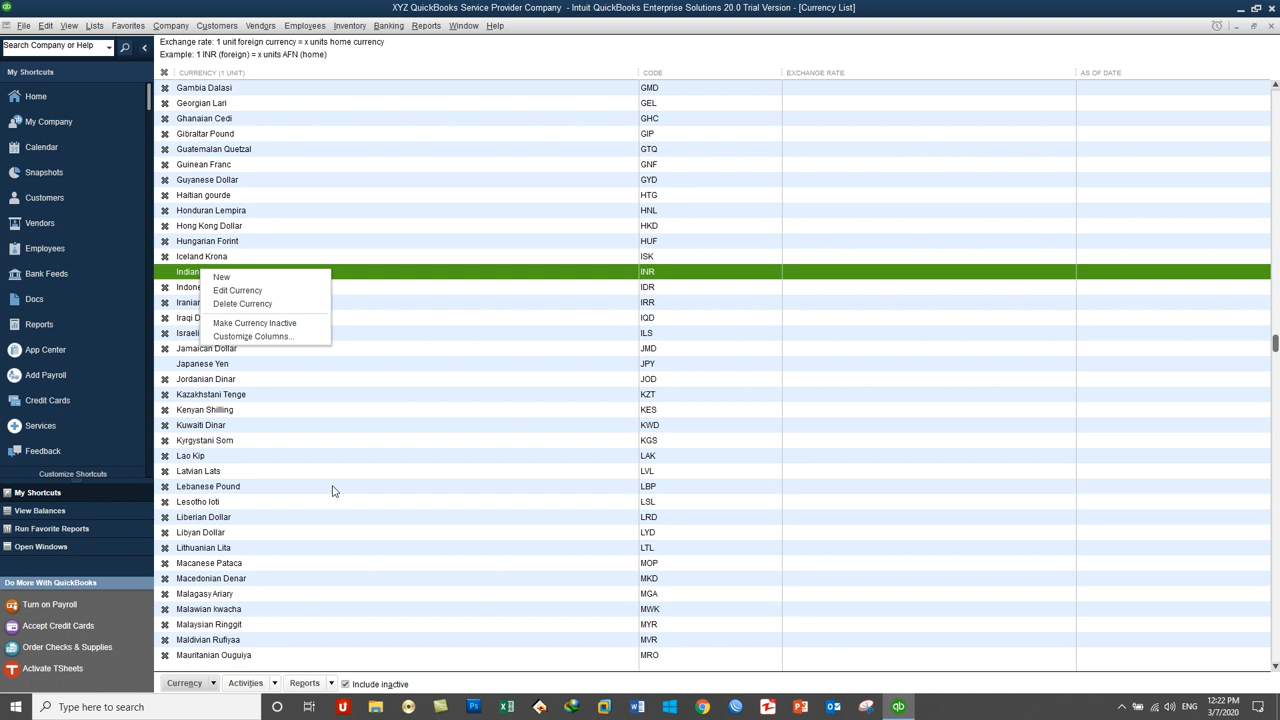 XYZ QuickBooks Service Provider Company - Intuit QuickBooks Enterprise Solutions 20.0 Trial Version - [Currency List]
File Edit View Lists Favorites Company Customers Vendors Employees Inventory Banking Reports Window Help
Search Company or Help
My Shortcuts
Home
My Company
Calendar
Snapshots
Customers
Vendors
Employees
Bank Feeds
Docs
Reports
App Center
Add Payroll
Credit Cards
Services
Feedback
Customize Shortcuts
My Shortcuts
View Balances
Run Favorite Reports
Open Windows
Do More With QuickBooks
Turn on Payroll
Accept Credit Cards
Order Checks & Supplies
Activate TSheets
Exchange rate: 1 unit foreign currency = x units home currency
Example: 1 INR (foreign) = x units AFN (home)
CURRENCY (1 UNIT) CODE EXCHANGE RATE AS OF DATE
Gambia Dalasi GMD
Georgian Lari GEL
Ghanaian Cedi GHC
Gibraltar Pound GIP
Guatemalan Quetzal GTQ
Guinean Franc GNF
Guyanese Dollar GYD
Haitian gourde HTG
Honduran Lempira HNL
Hong Kong Dollar HKD
Hungarian Forint HUF
Iceland Krona ISK
Indian INR
Indone IDR
Iranian IRR
Iraqi D IQD
Israeli ILS
Jamaican Dollar JMD
Japanese Yen JPY
Jordanian Dinar JOD
Kazakhstani Tenge KZT
Kenyan Shilling KES
Kuwaiti Dinar KWD
Kyrgystani Som KGS
Lao Kip LAK
Latvian Lats LVL
Lebanese Pound LBP
Lesotho loti LSL
Liberian Dollar LRD
Libyan Dollar LYD
Lithuanian Lita LTL
Macanese Pataca MOP
Macedonian Denar MKD
Malagasy Ariary MGA
Malawian kwacha MWK
Malaysian Ringgit MYR
Maldivian Rufiyaa MVR
Mauritanian Ouguiya MRO
New
Edit Currency
Delete Currency
Make Currency Inactive
Customize Columns...
Currency Activities Reports Include inactive
Type here to search
12:22 PM
3/7/2020